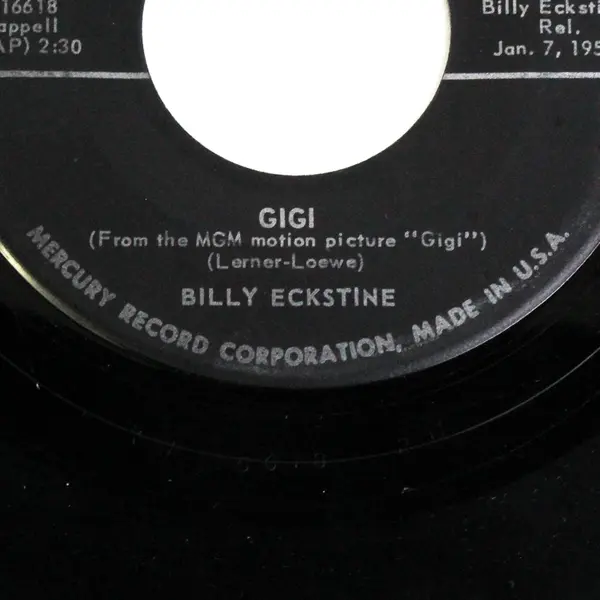 16618
appell
AP) 2:30
Billy Eckst
Rel.
Jan. 7, 195
GIGI
(From the MGM motion picture "Gigi")
(Lerner-Loewe)
BILLY ECKSTINE
MERCURY RECORD CORPORATION, MADE IN U.S.A.